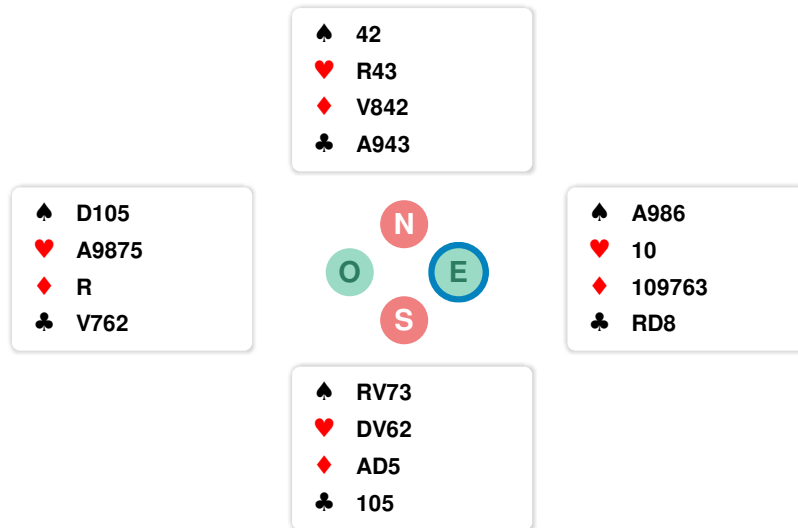 ♠ 42
♥ R43
♦ V842
♣ A943
♠ D105
♥ A9875
♦ R
♣ V762
N
O
E
S
♠ A986
♥ 10
♦ 109763
♣ RD8
♠ RV73
♥ DV62
♦ AD5
♣ 105